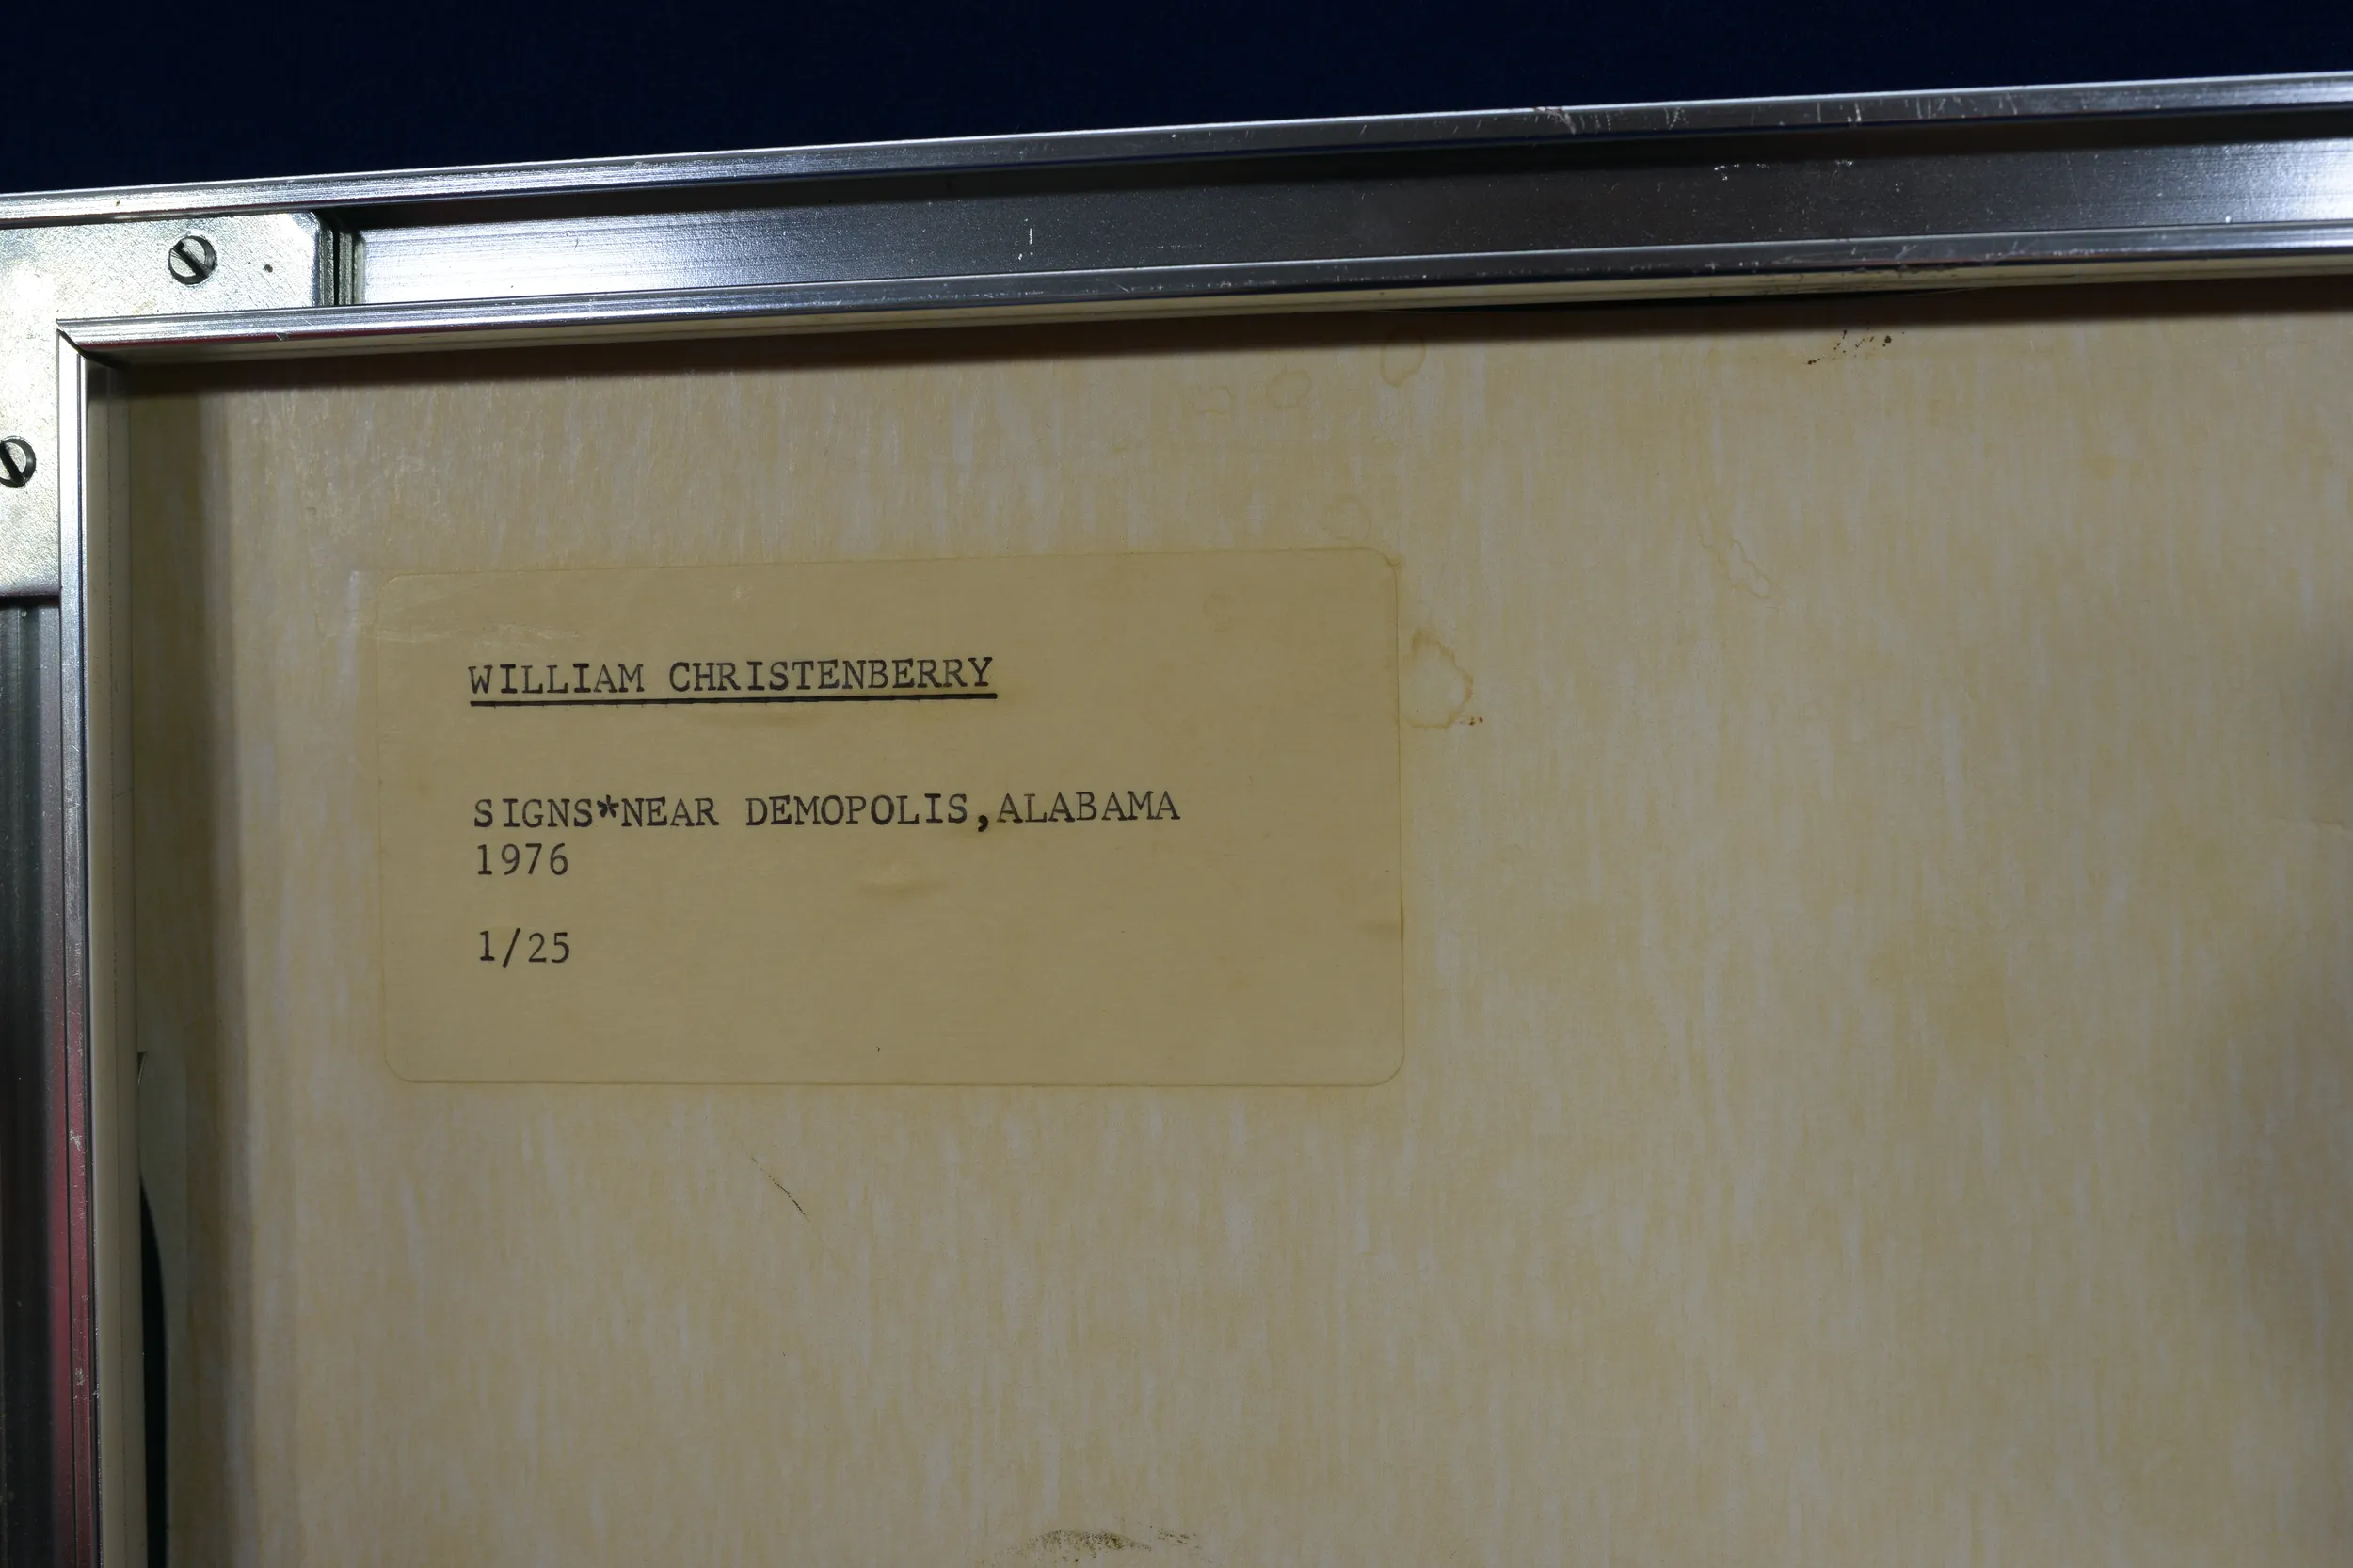 WILLIAM CHRISTENBERRY
SIGNS*NEAR DEMOPOLIS,ALABAMA
1976
1/25